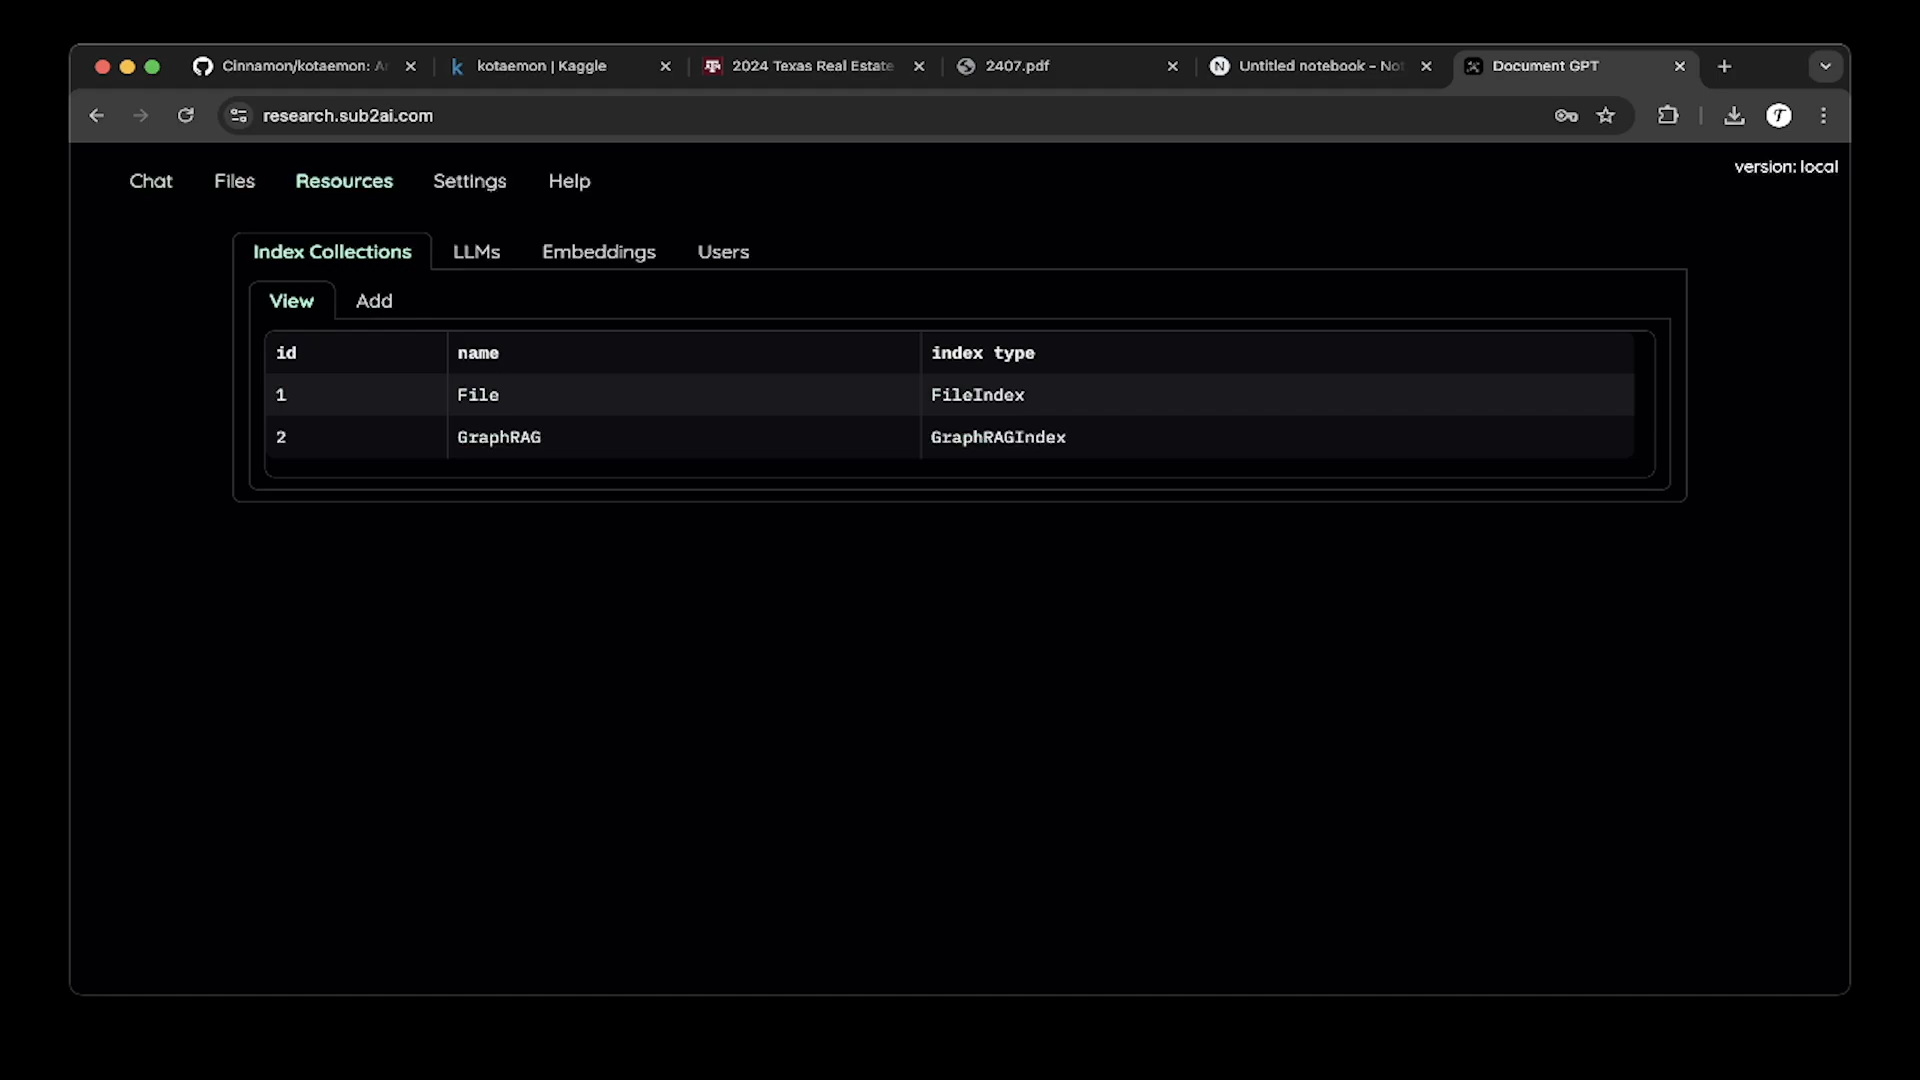 Cinnamon/kotaemon: A
kotaemon | Kaggle
2024 Texas Real Estate
2407.pdf
Untitled notebook - Not
Document GPT
research.sub2ai.com
version: local
Chat
Files
Resources
Settings
Help
Index Collections
LLMs
Embeddings
Users
View
Add
id name index type
1 File FileIndex
2 GraphRAG GraphRAGIndex